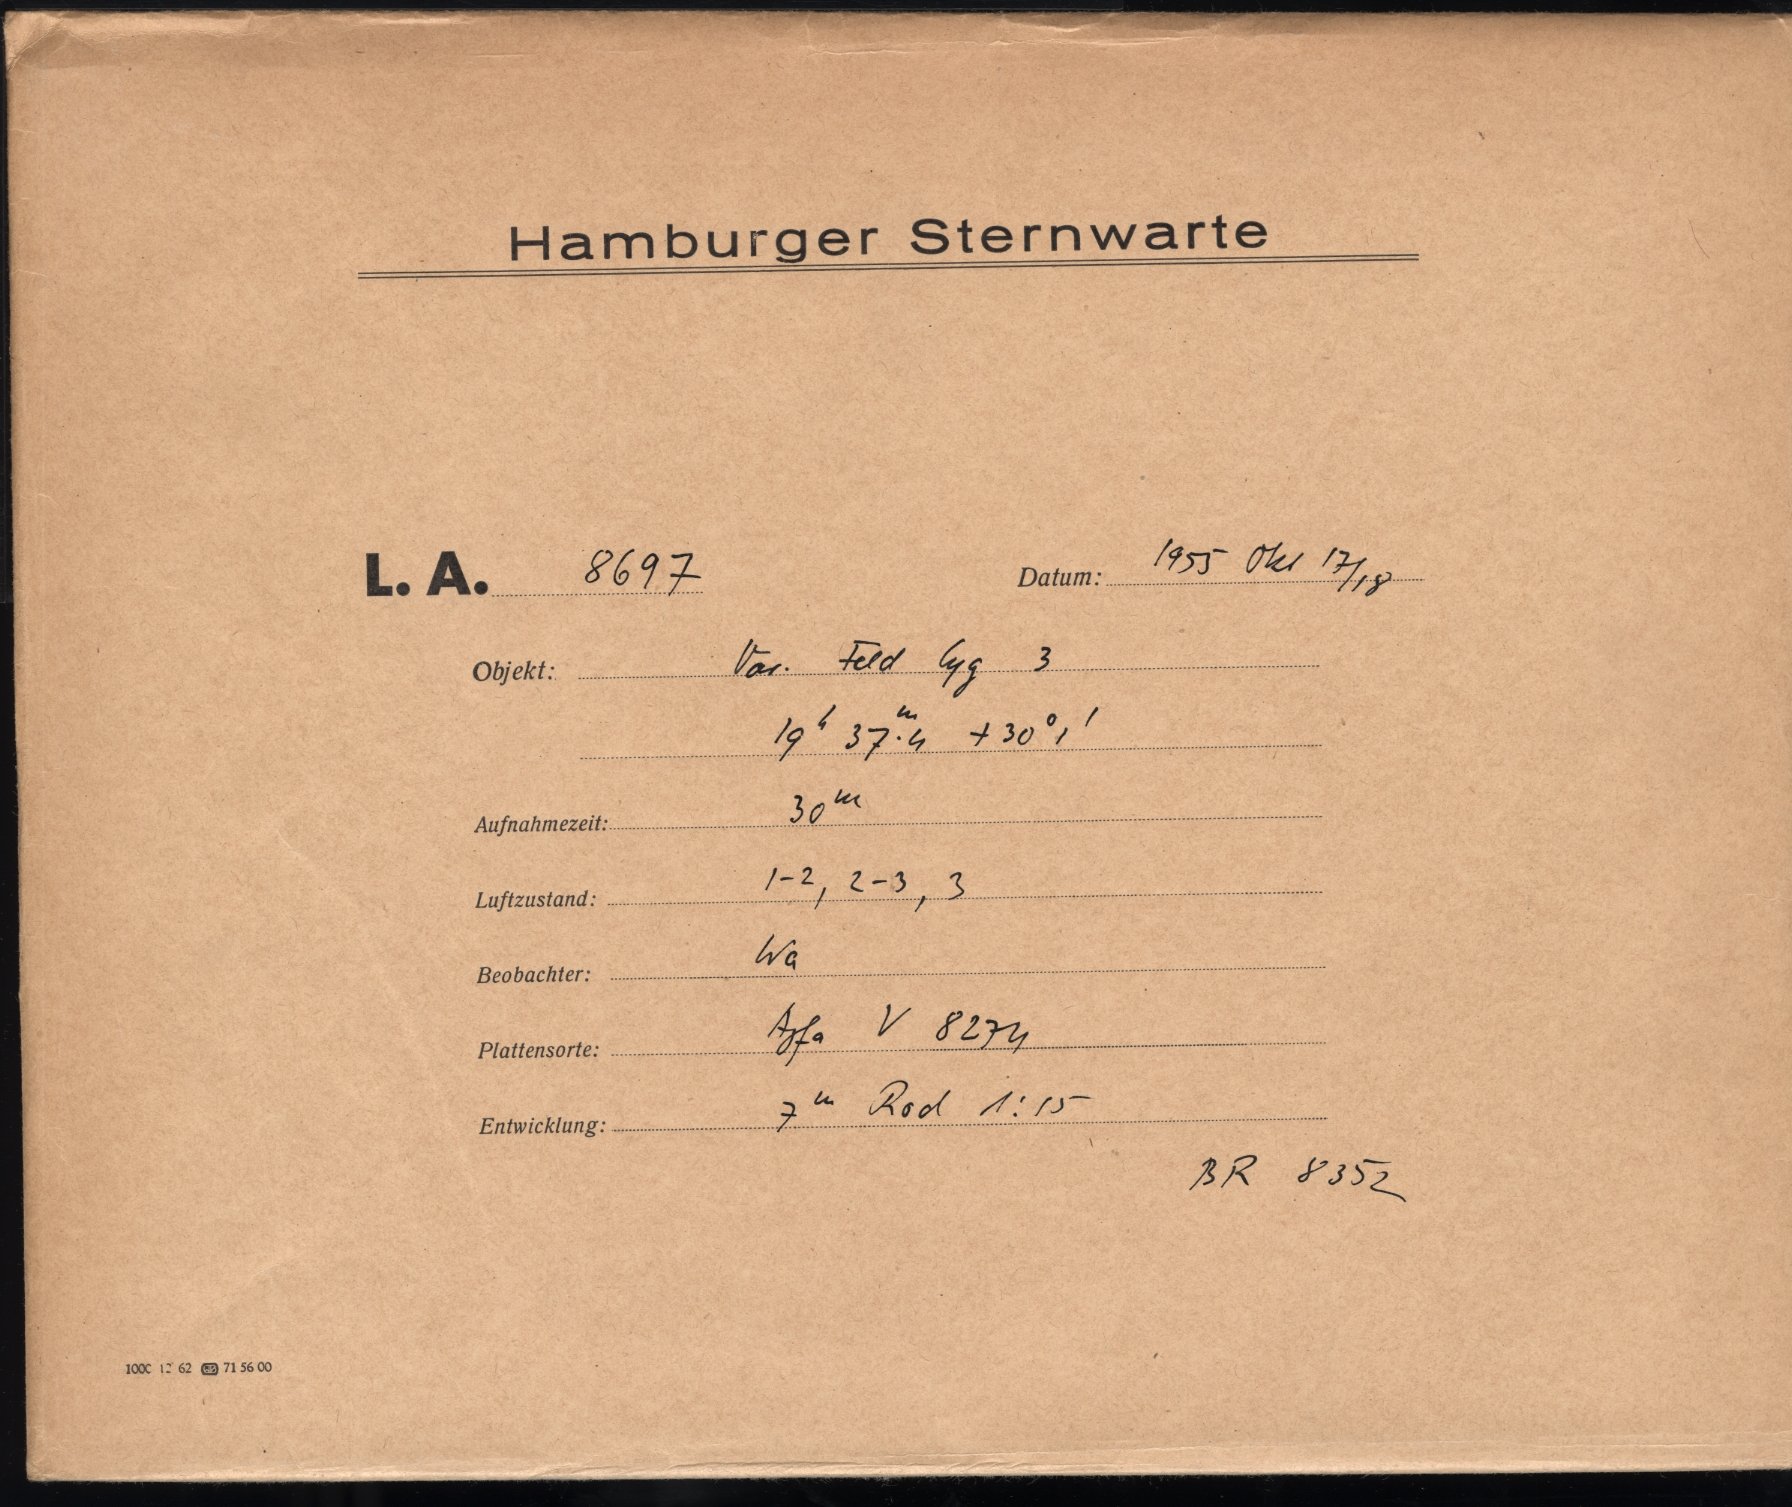 Hamburger Sternwarte
L. A. 8697 Datum: 1955 Okt 17/18
Objekt: Var. Feld Cyg 3
19ʰ 37ᵐ.4 +30° 1'
Aufnahmezeit: 30ᵐ
Luftzustand: 1-2, 2-3, 3
Beobachter: Wa
Plattensorte: Agfa V 8274
Entwicklung: 7ᵐ Rod 1:15
BR 8352
12 62 71 56 00